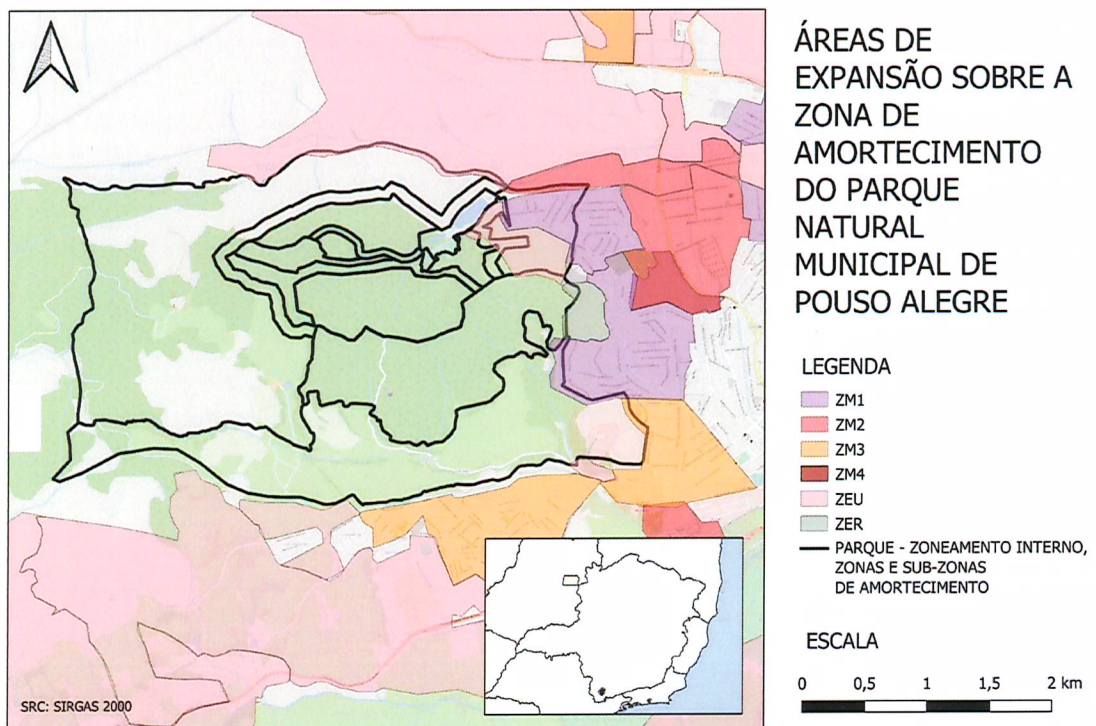 ÁREAS DE
EXPANSÃO SOBRE A
ZONA DE
AMORTECIMENTO
DO PARQUE
NATURAL
MUNICIPAL DE
POUSO ALEGRE
LEGENDA
ZM1
ZM2
ZM3
ZM4
ZEU
ZER
PARQUE - ZONEAMENTO INTERNO,
ZONAS E SUB-ZONAS
DE AMORTECIMENTO
ESCALA
0 0,5 1 1,5 2 km
SRC: SIRGAS 2000